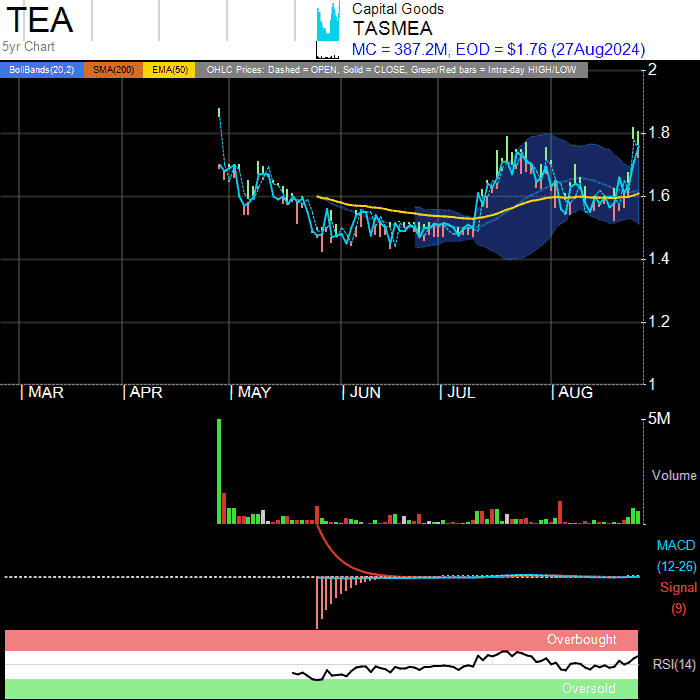 TEA
5yr Chart
Capital Goods
TASMEA
MC = 387.2M, EOD = $1.76 (27Aug2024)
BollBands(20,2) SMA(200) EMA(50) OHLC Prices: Dashed = OPEN, Solid = CLOSE, Green/Red bars = Intra-day HIGH/LOW
2
1.8
1.6
1.4
1.2
1
MAR APR MAY JUN JUL AUG
5M
Volume
MACD
(12-26)
Signal
(9)
Overbought
RSI(14)
Oversold